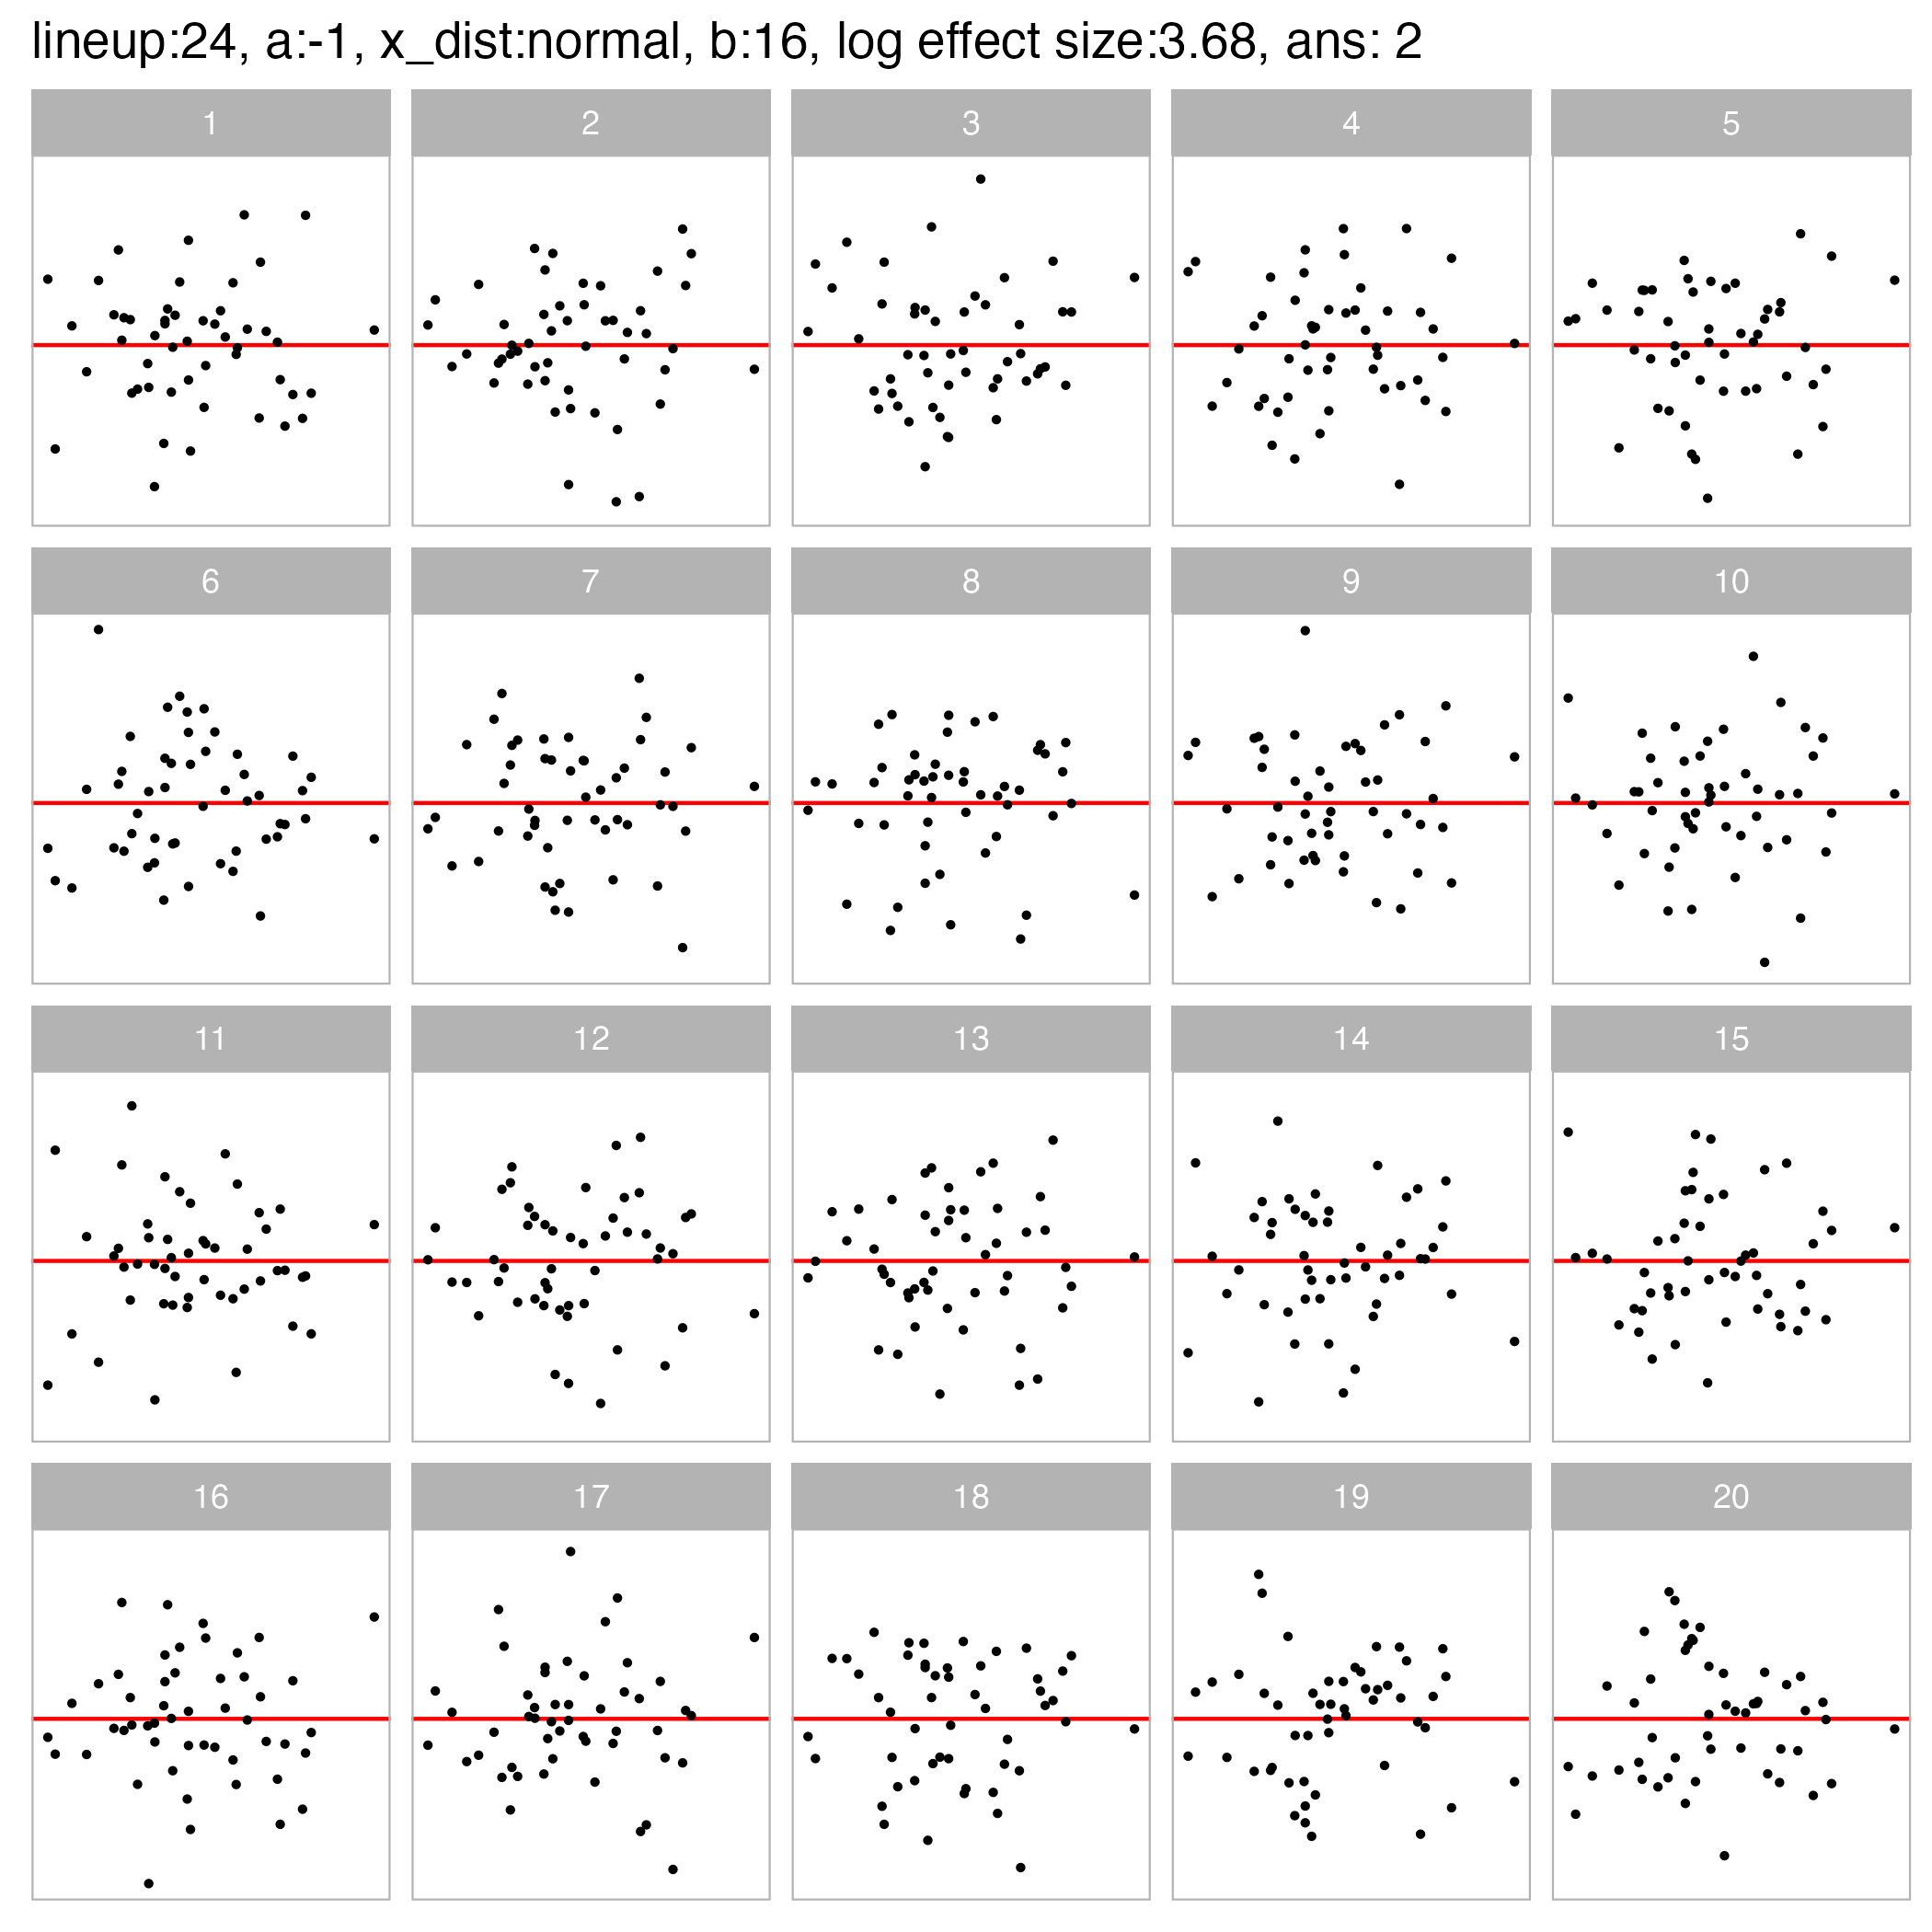 lineup:24, a:-1, x_dist:normal, b:16, log effect size:3.68, ans: 2
1 2 3 4 5
6 7 8 9 10
11 12 13 14 15
16 17 18 19 20